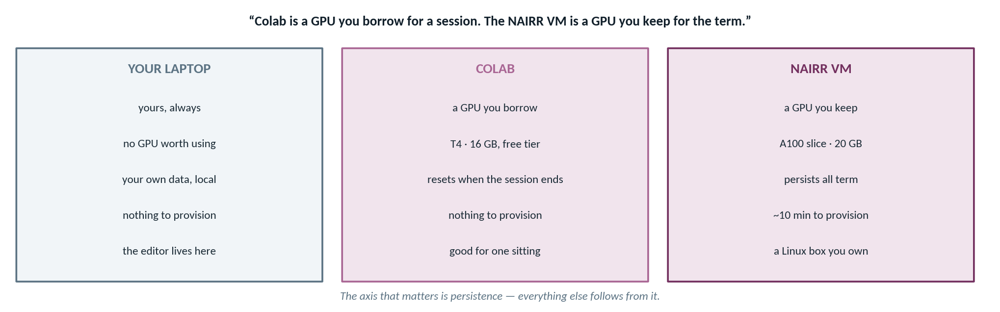 “Colab is a GPU you borrow for a session. The NAIRR VM is a GPU you keep for the term.”
YOUR LAPTOP
yours, always
no GPU worth using
your own data, local
nothing to provision
the editor lives here
COLAB
a GPU you borrow
T4 · 16 GB, free tier
resets when the session ends
nothing to provision
good for one sitting
NAIRR VM
a GPU you keep
A100 slice · 20 GB
persists all term
~10 min to provision
a Linux box you own
The axis that matters is persistence — everything else follows from it.